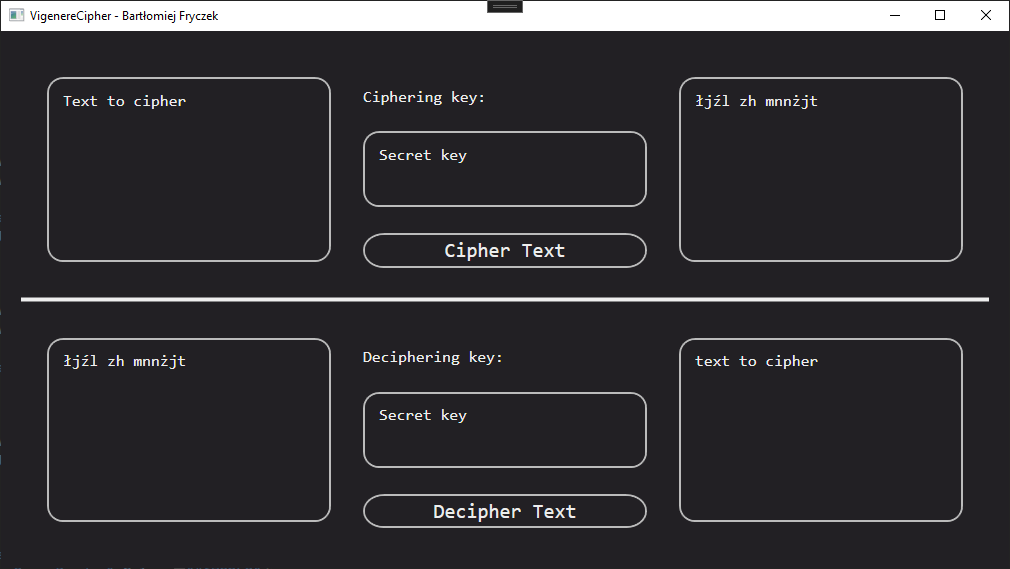 VigenereCipher - Bartłomiej Fryczek
Text to cipher
Ciphering key:
Secret key
Cipher Text
łjźl zh mnnżjt
łjźl zh mnnżjt
Deciphering key:
Secret key
Decipher Text
text to cipher